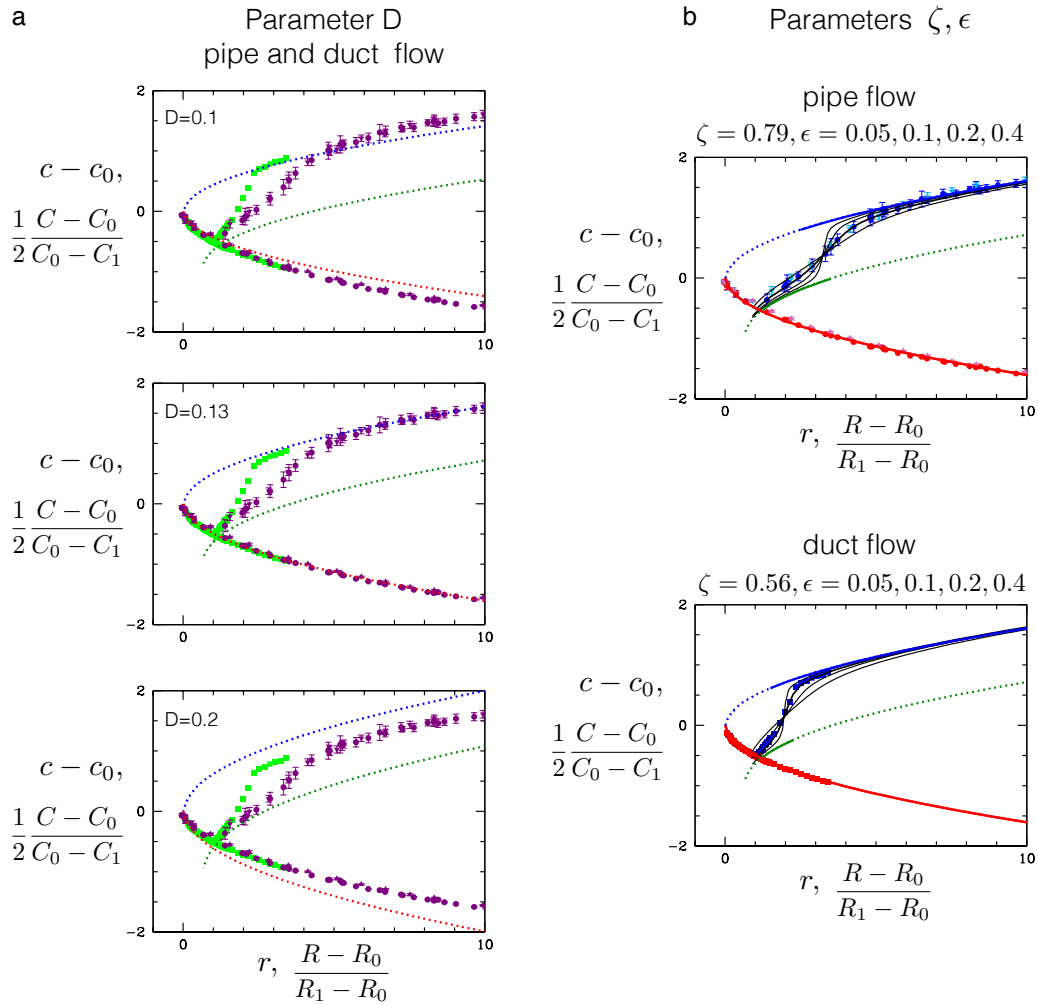 a
Parameter D
pipe and duct flow
2
D=0.1
c − c₀,
0
1/2 (C − C₀)/(C₀ − C₁)
-2
0
10
2
D=0.13
c − c₀,
0
1/2 (C − C₀)/(C₀ − C₁)
-2
0
10
2
D=0.2
c − c₀,
0
1/2 (C − C₀)/(C₀ − C₁)
-2
0
10
r, (R − R₀)/(R₁ − R₀)
b
Parameters ζ, ϵ
pipe flow
ζ = 0.79, ϵ = 0.05, 0.1, 0.2, 0.4
2
c − c₀,
0
1/2 (C − C₀)/(C₀ − C₁)
-2
0
10
r, (R − R₀)/(R₁ − R₀)
duct flow
ζ = 0.56, ϵ = 0.05, 0.1, 0.2, 0.4
2
c − c₀,
0
1/2 (C − C₀)/(C₀ − C₁)
-2
0
10
r, (R − R₀)/(R₁ − R₀)